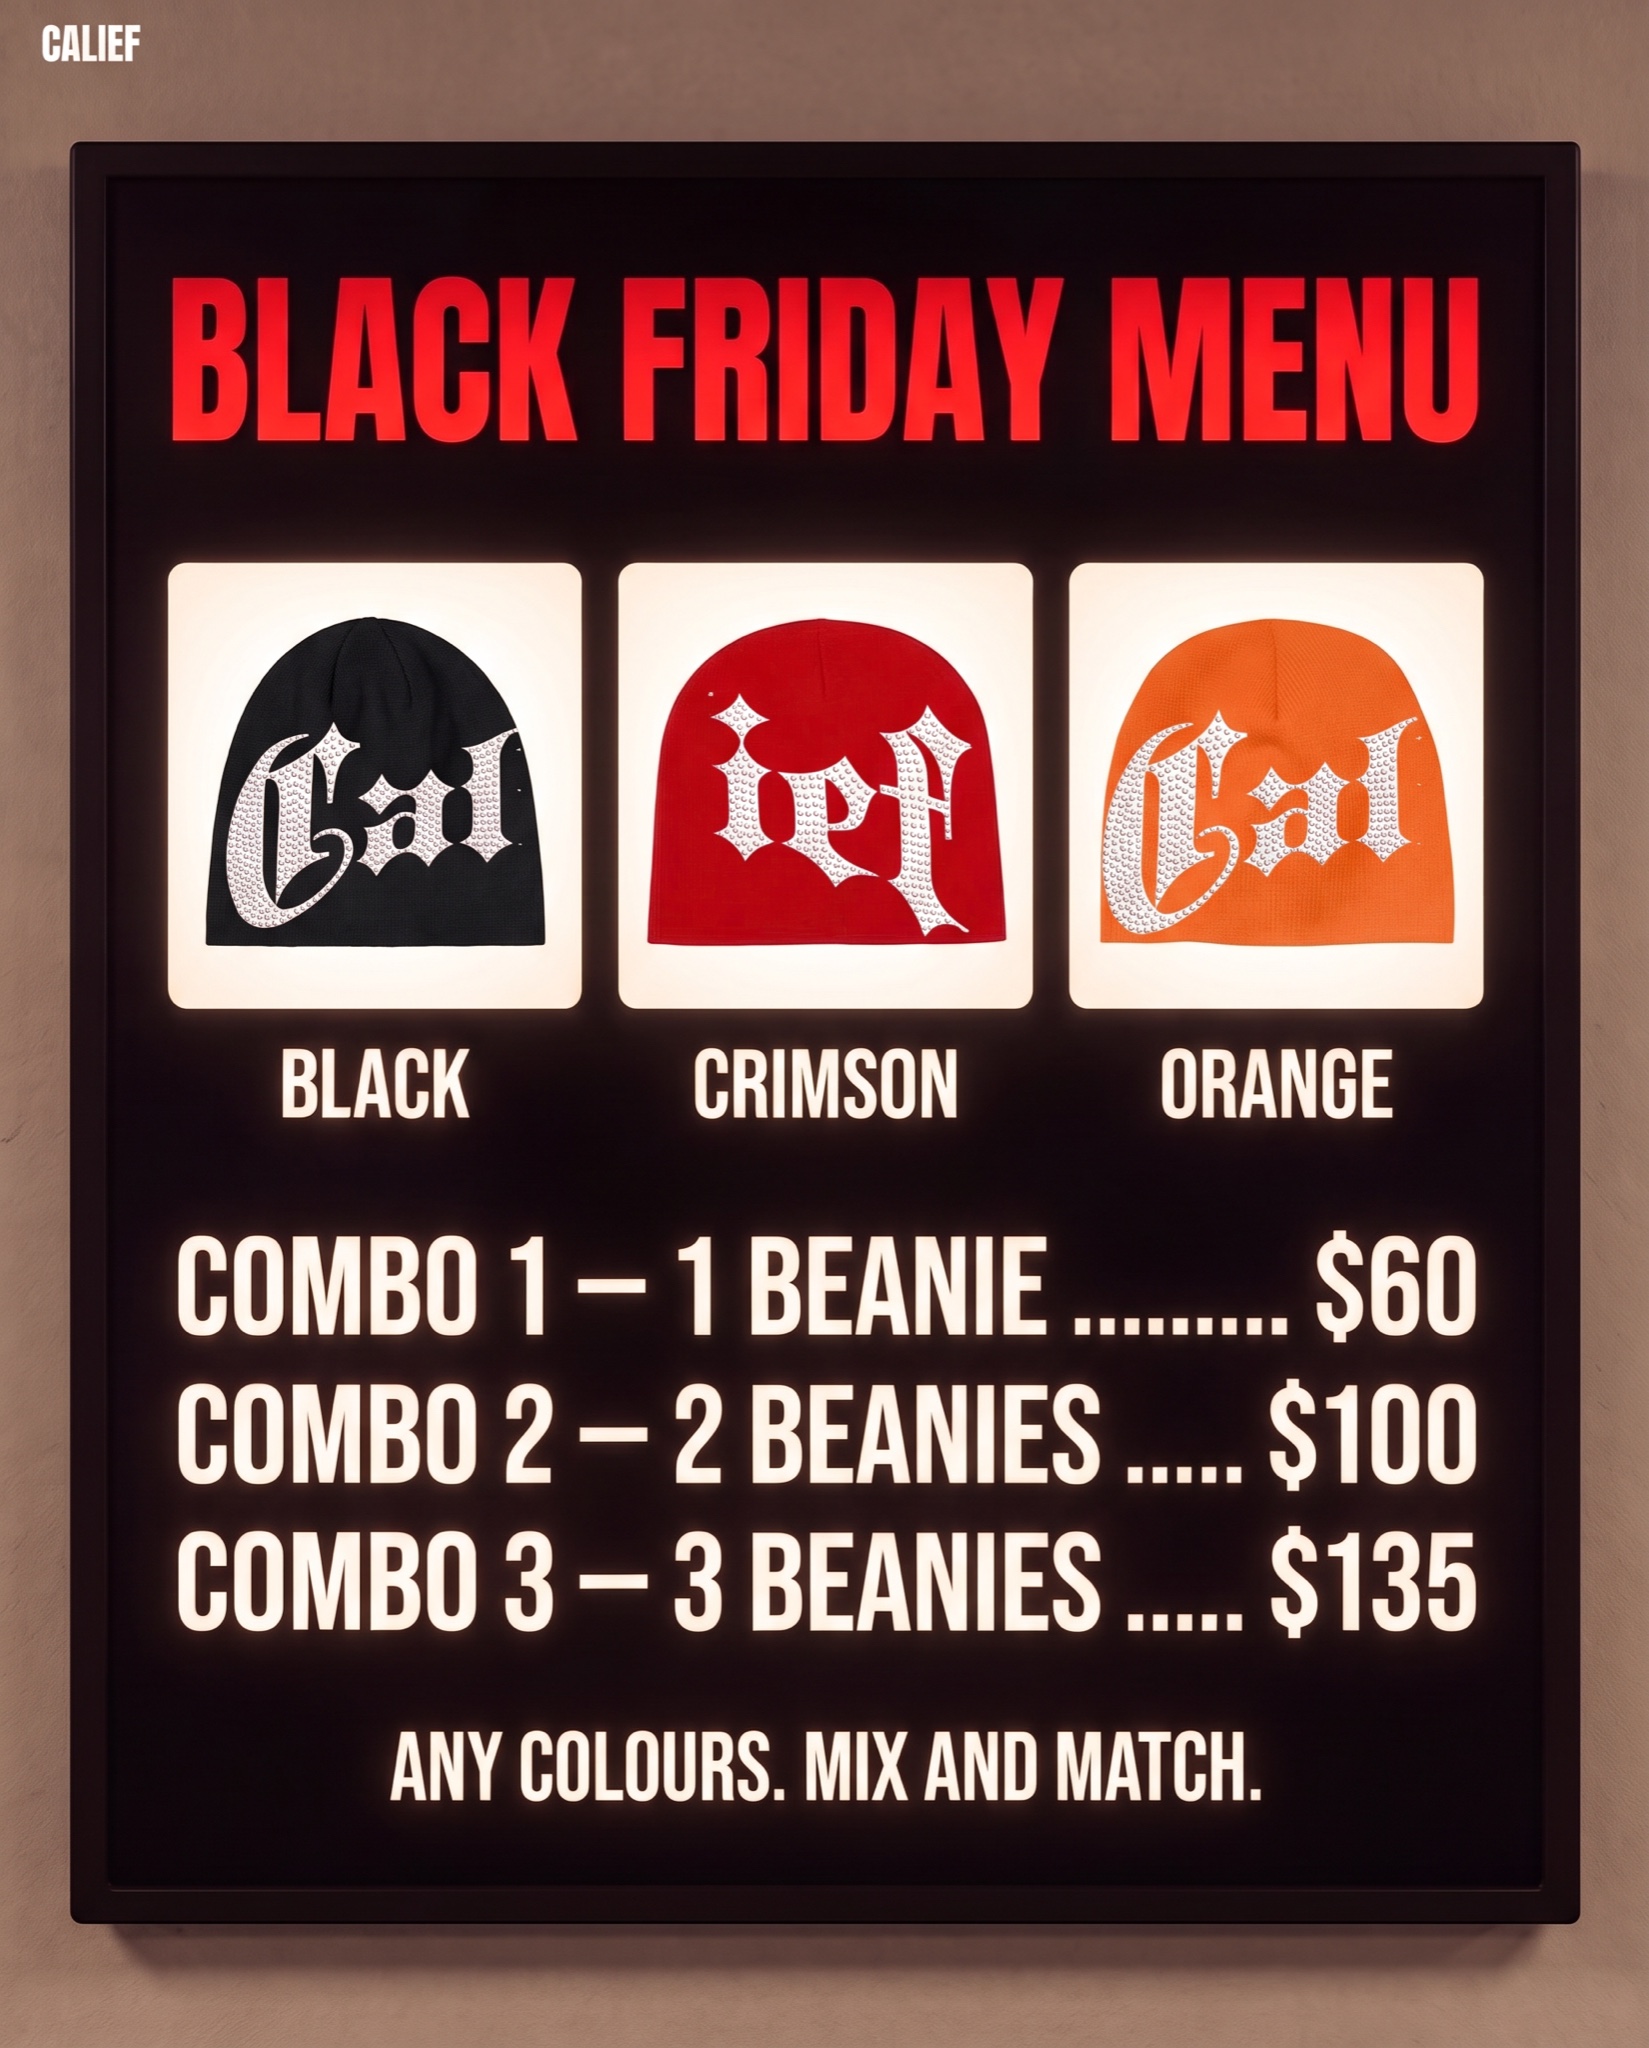 CALIEF
BLACK FRIDAY MENU
Cal
ief
Cal
BLACK
CRIMSON
ORANGE
COMBO 1 – 1 BEANIE ......... $60
COMBO 2 – 2 BEANIES ..... $100
COMBO 3 – 3 BEANIES ..... $135
ANY COLOURS. MIX AND MATCH.